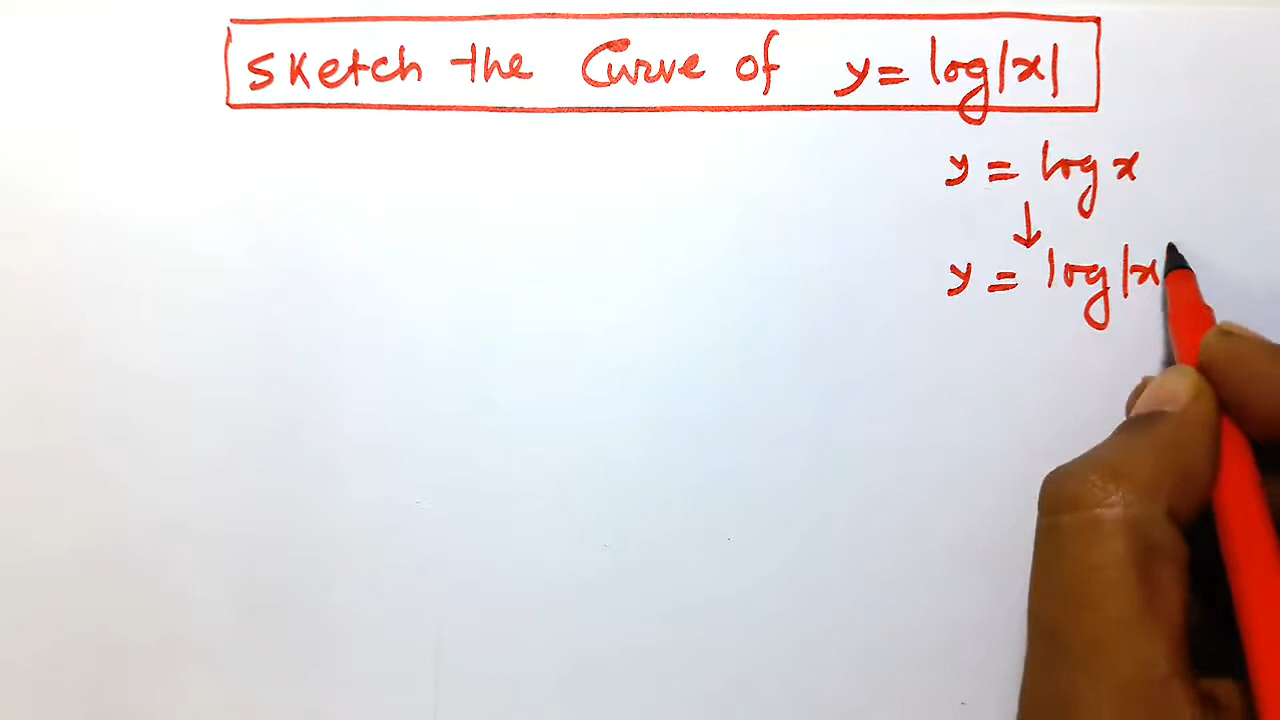 Sketch the Curve of y = log|x|
y = log x
↓
y = log|x